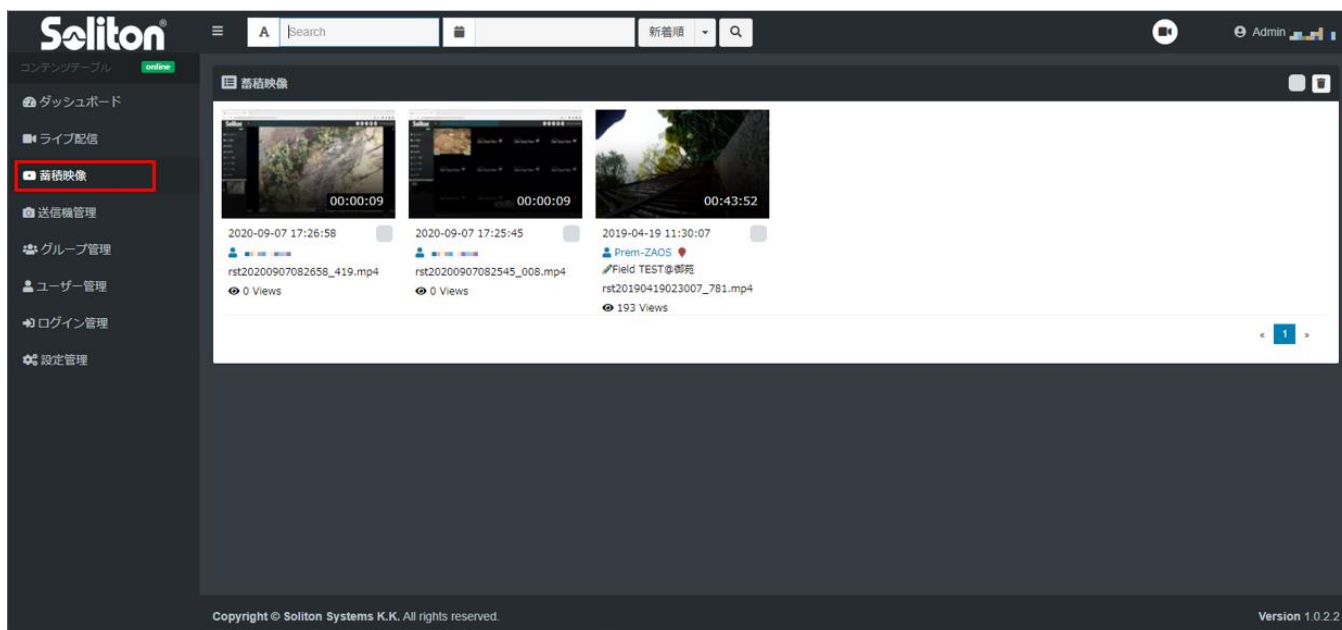 Soliton®
A Search 新着順 Admin
コンテンツテーブル online
ダッシュボード
ライブ配信
蓄積映像
送信機管理
グループ管理
ユーザー管理
ログイン管理
設定管理
蓄積映像
00:00:09 00:00:09 00:43:52
2020-09-07 17:26:58 2020-09-07 17:25:45 2019-04-19 11:30:07
Prem-ZAOS
Field TEST@御苑
rst20200907082658_419.mp4 rst20200907082545_008.mp4 rst20190419023007_781.mp4
0 Views 0 Views 193 Views
« 1 »
Copyright © Soliton Systems K.K. All rights reserved. Version 1.0.2.2